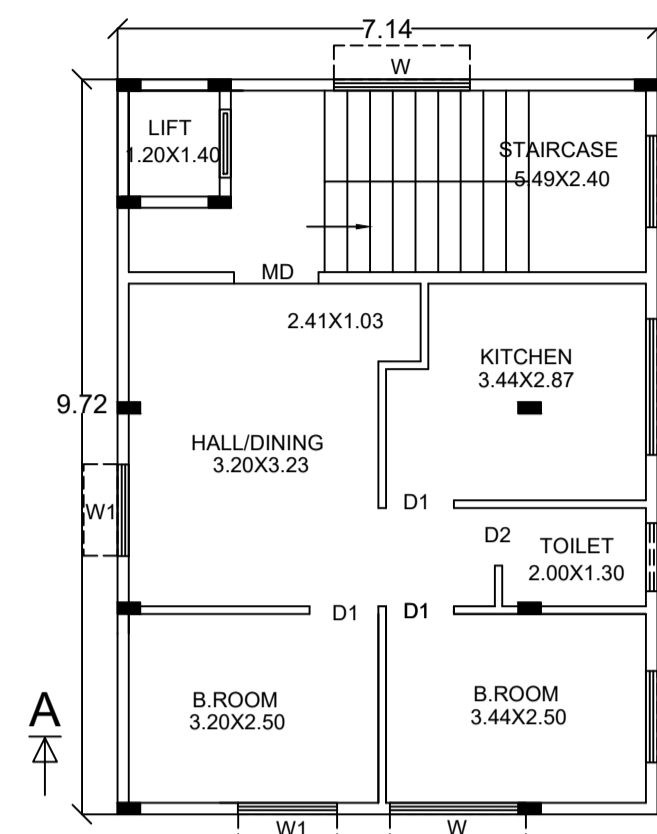 7.14
W
LIFT
1.20X1.40
STAIRCASE
5.49X2.40
MD
2.41X1.03
KITCHEN
3.44X2.87
9.72
HALL/DINING
3.20X3.23
W1
D1
D2
TOILET
2.00X1.30
D1
D1
B.ROOM
3.20X2.50
B.ROOM
3.44X2.50
A
W1
W